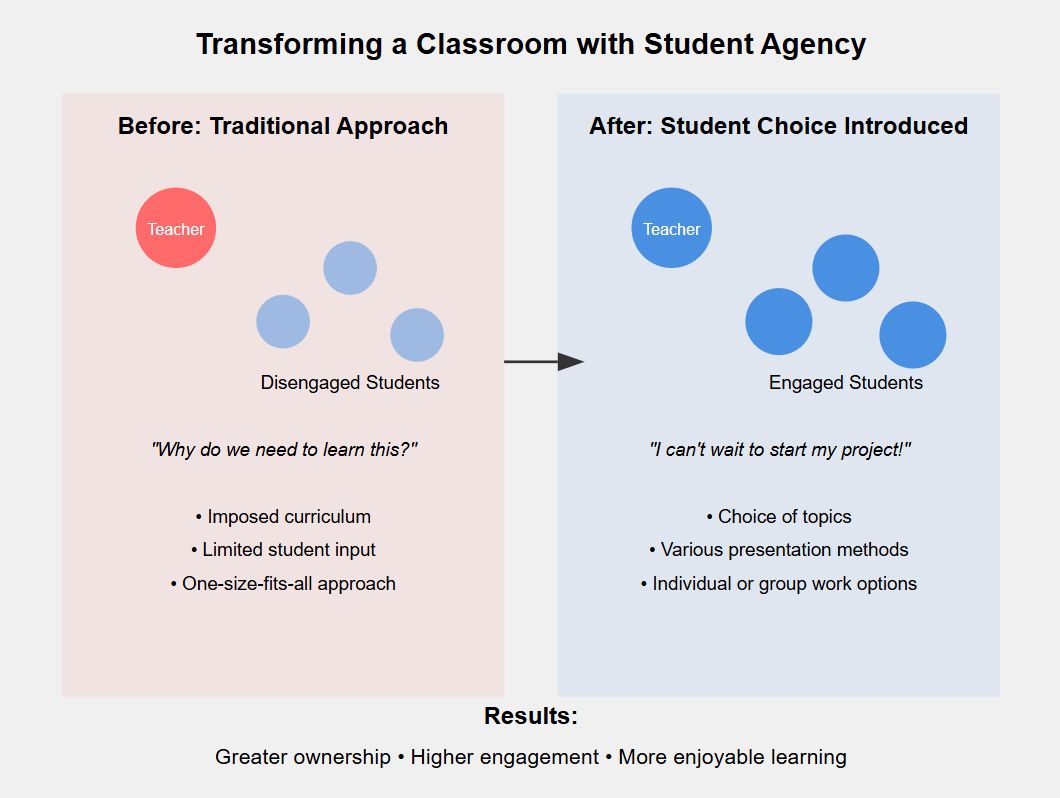 Transforming a Classroom with Student Agency
Before: Traditional Approach
Teacher
Disengaged Students
"Why do we need to learn this?"
• Imposed curriculum
• Limited student input
• One-size-fits-all approach
After: Student Choice Introduced
Teacher
Engaged Students
"I can't wait to start my project!"
• Choice of topics
• Various presentation methods
• Individual or group work options
Results:
Greater ownership • Higher engagement • More enjoyable learning